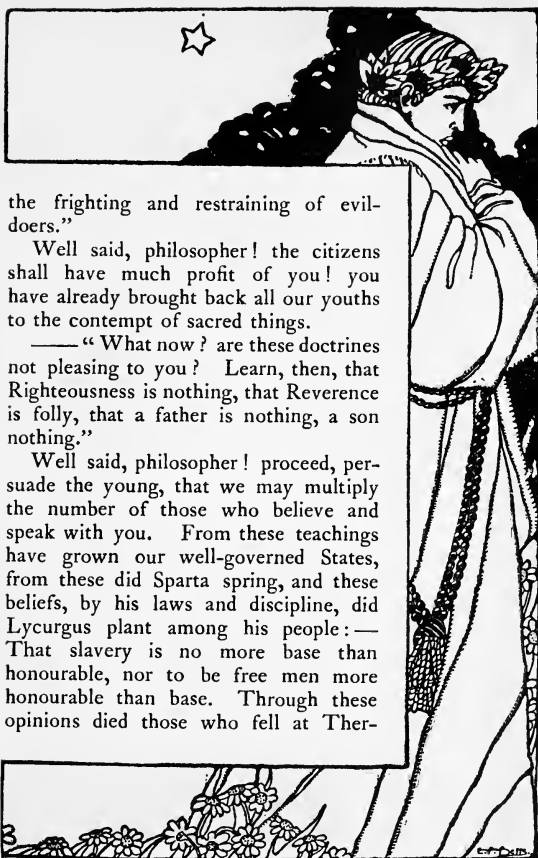 the frighting and restraining of evil-
doers.”
Well said, philosopher! the citizens
shall have much profit of you! you
have already brought back all our youths
to the contempt of sacred things.
——“What now? are these doctrines
not pleasing to you? Learn, then, that
Righteousness is nothing, that Reverence
is folly, that a father is nothing, a son
nothing.”
Well said, philosopher! proceed, per-
suade the young, that we may multiply
the number of those who believe and
speak with you. From these teachings
have grown our well-governed States,
from these did Sparta spring, and these
beliefs, by his laws and discipline, did
Lycurgus plant among his people:—
That slavery is no more base than
honourable, nor to be free men more
honourable than base. Through these
opinions died those who fell at Ther-